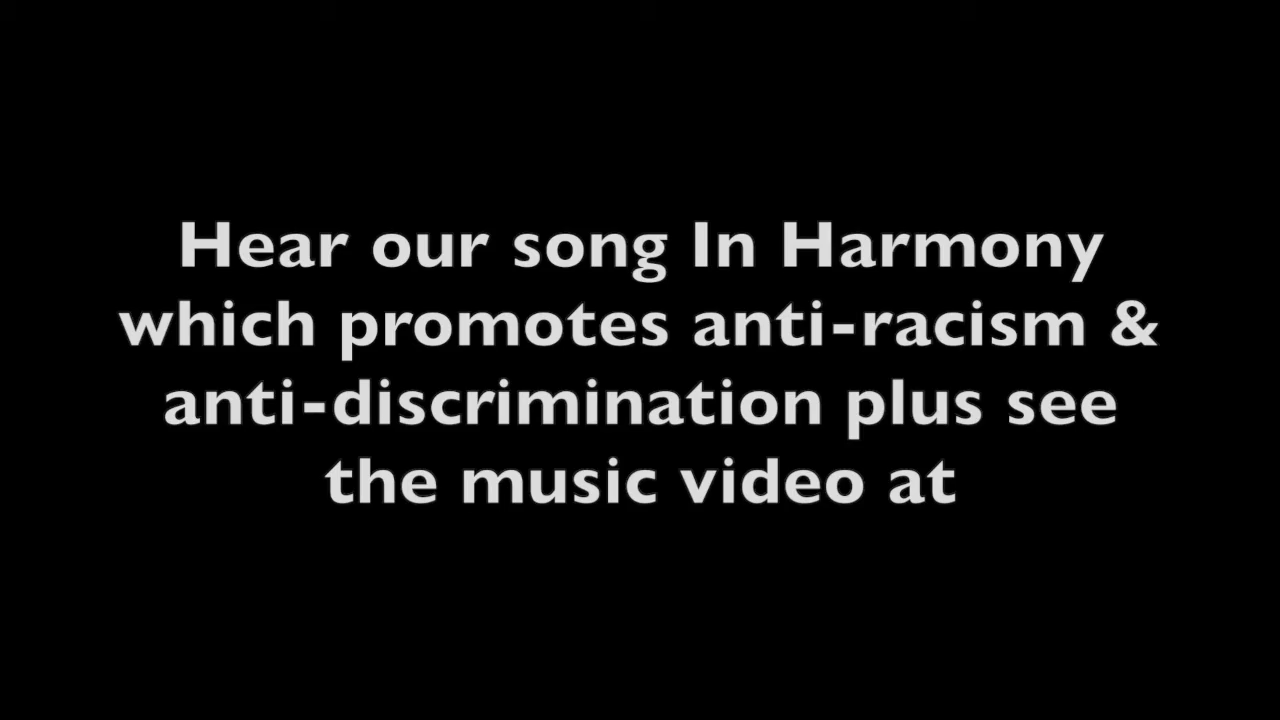 Hear our song In Harmony
which promotes anti-racism &
anti-discrimination plus see
the music video at